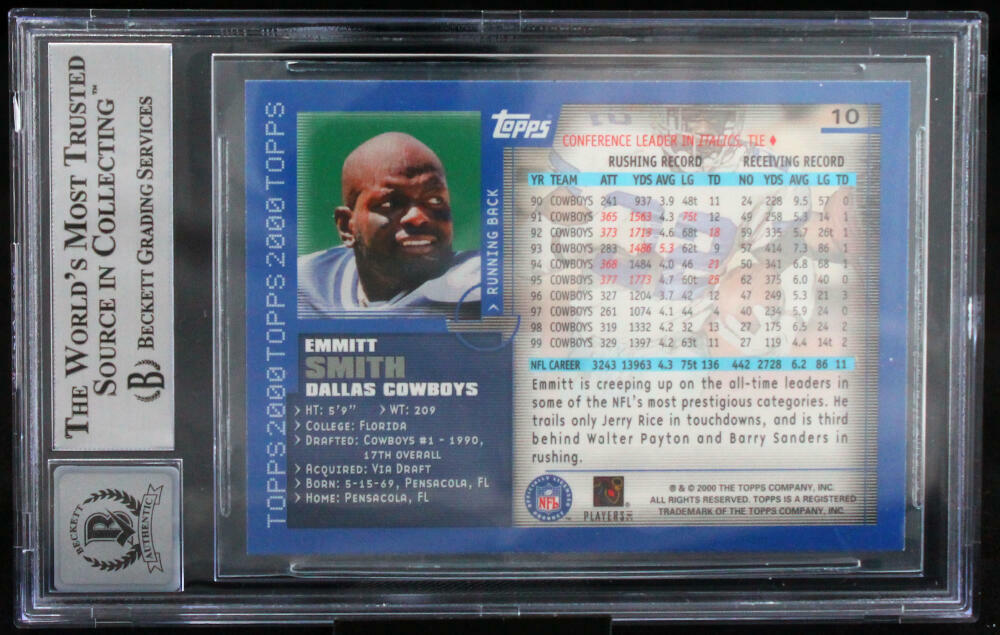 THE WORLD'S MOST TRUSTED
SOURCE IN COLLECTING™
B BECKETT GRADING SERVICES
BECKETT
B
AUTHENTIC
TOPPS2000TOPPS2000TOPPS
Topps
10
> RUNNING BACK
EMMITT
SMITH
DALLAS COWBOYS
> HT: 5'9" > WT: 209
> COLLEGE: FLORIDA
> DRAFTED: COWBOYS #1 - 1990,
17TH OVERALL
> ACQUIRED: VIA DRAFT
> BORN: 5-15-69, PENSACOLA, FL
> HOME: PENSACOLA, FL
CONFERENCE LEADER IN ITALICS, TIE ♦
RUSHING RECORD RECEIVING RECORD
YR TEAM ATT YDS AVG LG TD NO YDS AVG LG TD
90 COWBOYS 241 937 3.9 48t 11 24 228 9.5 57 0
91 COWBOYS 365 1563 4.3 75t 12 49 258 5.3 14 1
92 COWBOYS 373 1713 4.6 68t 18 59 335 5.7 26t 1
93 COWBOYS 283 1486 5.3 62t 9 57 414 7.3 86 1
94 COWBOYS 368 1484 4.0 46 21 50 341 6.8 68 1
95 COWBOYS 377 1773 4.7 60t 25 62 375 6.0 40 0
96 COWBOYS 327 1204 3.7 42 12 47 249 5.3 21 3
97 COWBOYS 261 1074 4.1 44 4 40 234 5.9 24 0
98 COWBOYS 319 1332 4.2 32 13 27 175 6.5 24 2
99 COWBOYS 329 1397 4.2 63t 11 27 119 4.4 14t 2
NFL CAREER 3243 13963 4.3 75t 136 442 2728 6.2 86 11
Emmitt is creeping up on the all-time leaders in
some of the NFL's most prestigious categories. He
trails only Jerry Rice in touchdowns, and is third
behind Walter Payton and Barry Sanders in
rushing.
OFFICIALLY LICENSED
NFL
PRODUCT
PLAYERS INC
® & © 2000 THE TOPPS COMPANY, INC.
ALL RIGHTS RESERVED. TOPPS IS A REGISTERED
TRADEMARK OF THE TOPPS COMPANY, INC.